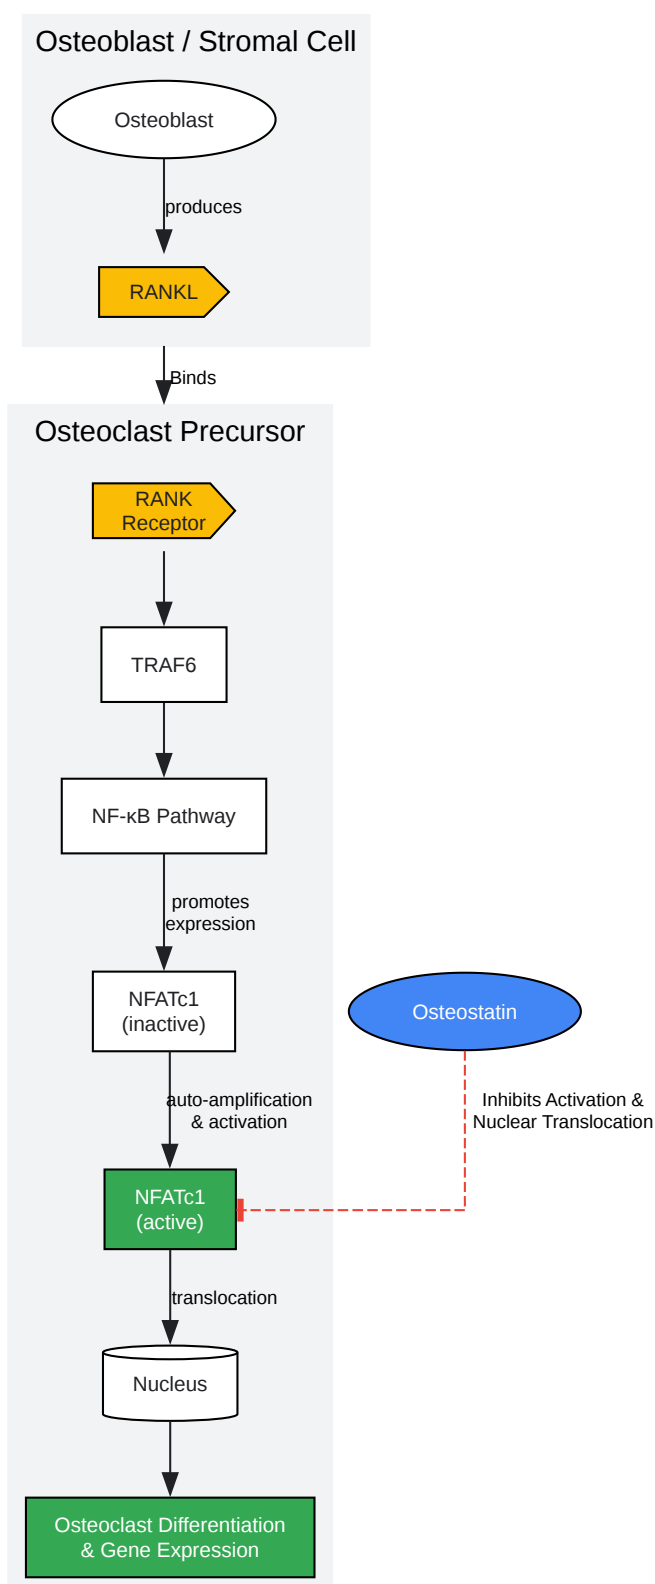 Osteoblast / Stromal Cell
Osteoblast
produces
RANKL
Binds
Osteoclast Precursor
RANK
Receptor
TRAF6
NF-κB Pathway
promotes
expression
NFATc1
(inactive)
Osteostatin
auto-amplification
& activation
Inhibits Activation &
Nuclear Translocation
NFATc1
(active)
translocation
Nucleus
Osteoclast Differentiation
& Gene Expression